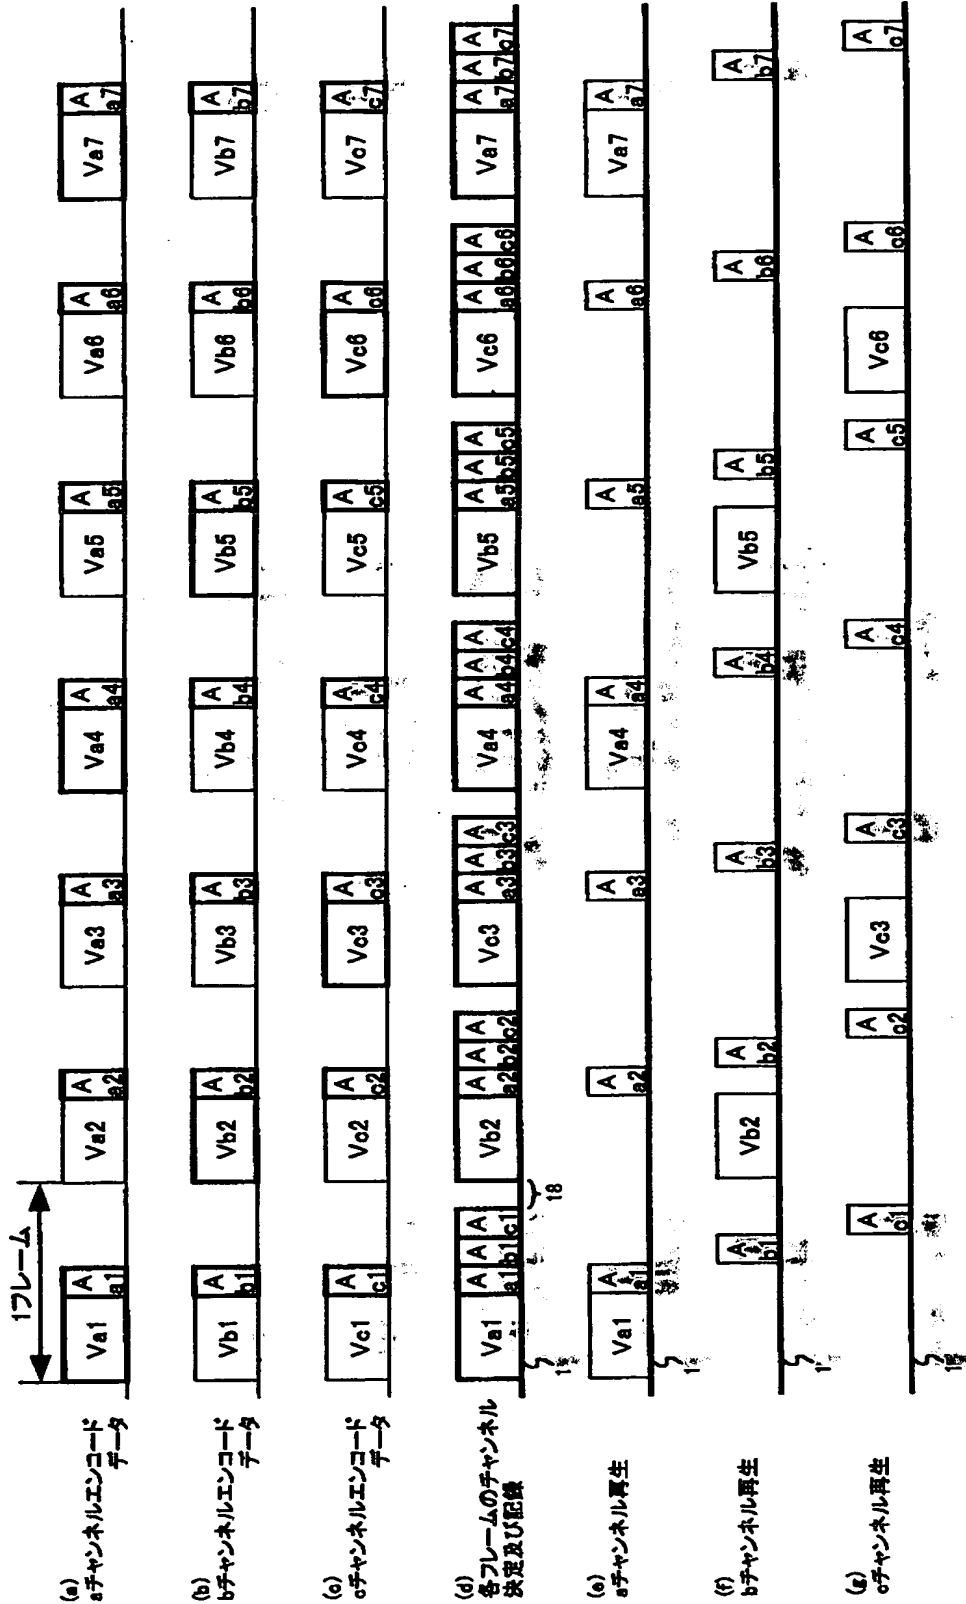 1フレーム
(a)
aチャンネルエンコード
データ
Va1 A a1 Va2 A a2 Va3 A a3 Va4 A a4 Va5 A a5 Va6 A a6 Va7 A a7
(b)
bチャンネルエンコード
データ
Vb1 A b1 Vb2 A b2 Vb3 A b3 Vb4 A b4 Vb5 A b5 Vb6 A b6 Vb7 A b7
(c)
cチャンネルエンコード
データ
Vc1 A c1 Vc2 A c2 Vc3 A c3 Vc4 A c4 Vc5 A c5 Vc6 A c6 Vc7 A c7
(d)
各フレームのチャンネル
決定及び記録
Va1 A a1 A b1 A c1 Vb2 A a2 A b2 A c2 Vc3 A a3 A b3 A c3 Va4 A a4 A b4 A c4 Vb5 A a5 A b5 A c5 Vc6 A a6 A b6 A c6 Va7 A a7 A b7 A c7
18
(e)
aチャンネル再生
Va1 A a1 A a2 A a3 Va4 A a4 A a5 A a6 Va7 A a7
(f)
bチャンネル再生
A b1 Vb2 A b2 A b3 A b4 Vb5 A b5 A b6 A b7
(g)
cチャンネル再生
A c1 A c2 Vc3 A c3 A c4 A c5 Vc6 A c6 A c7